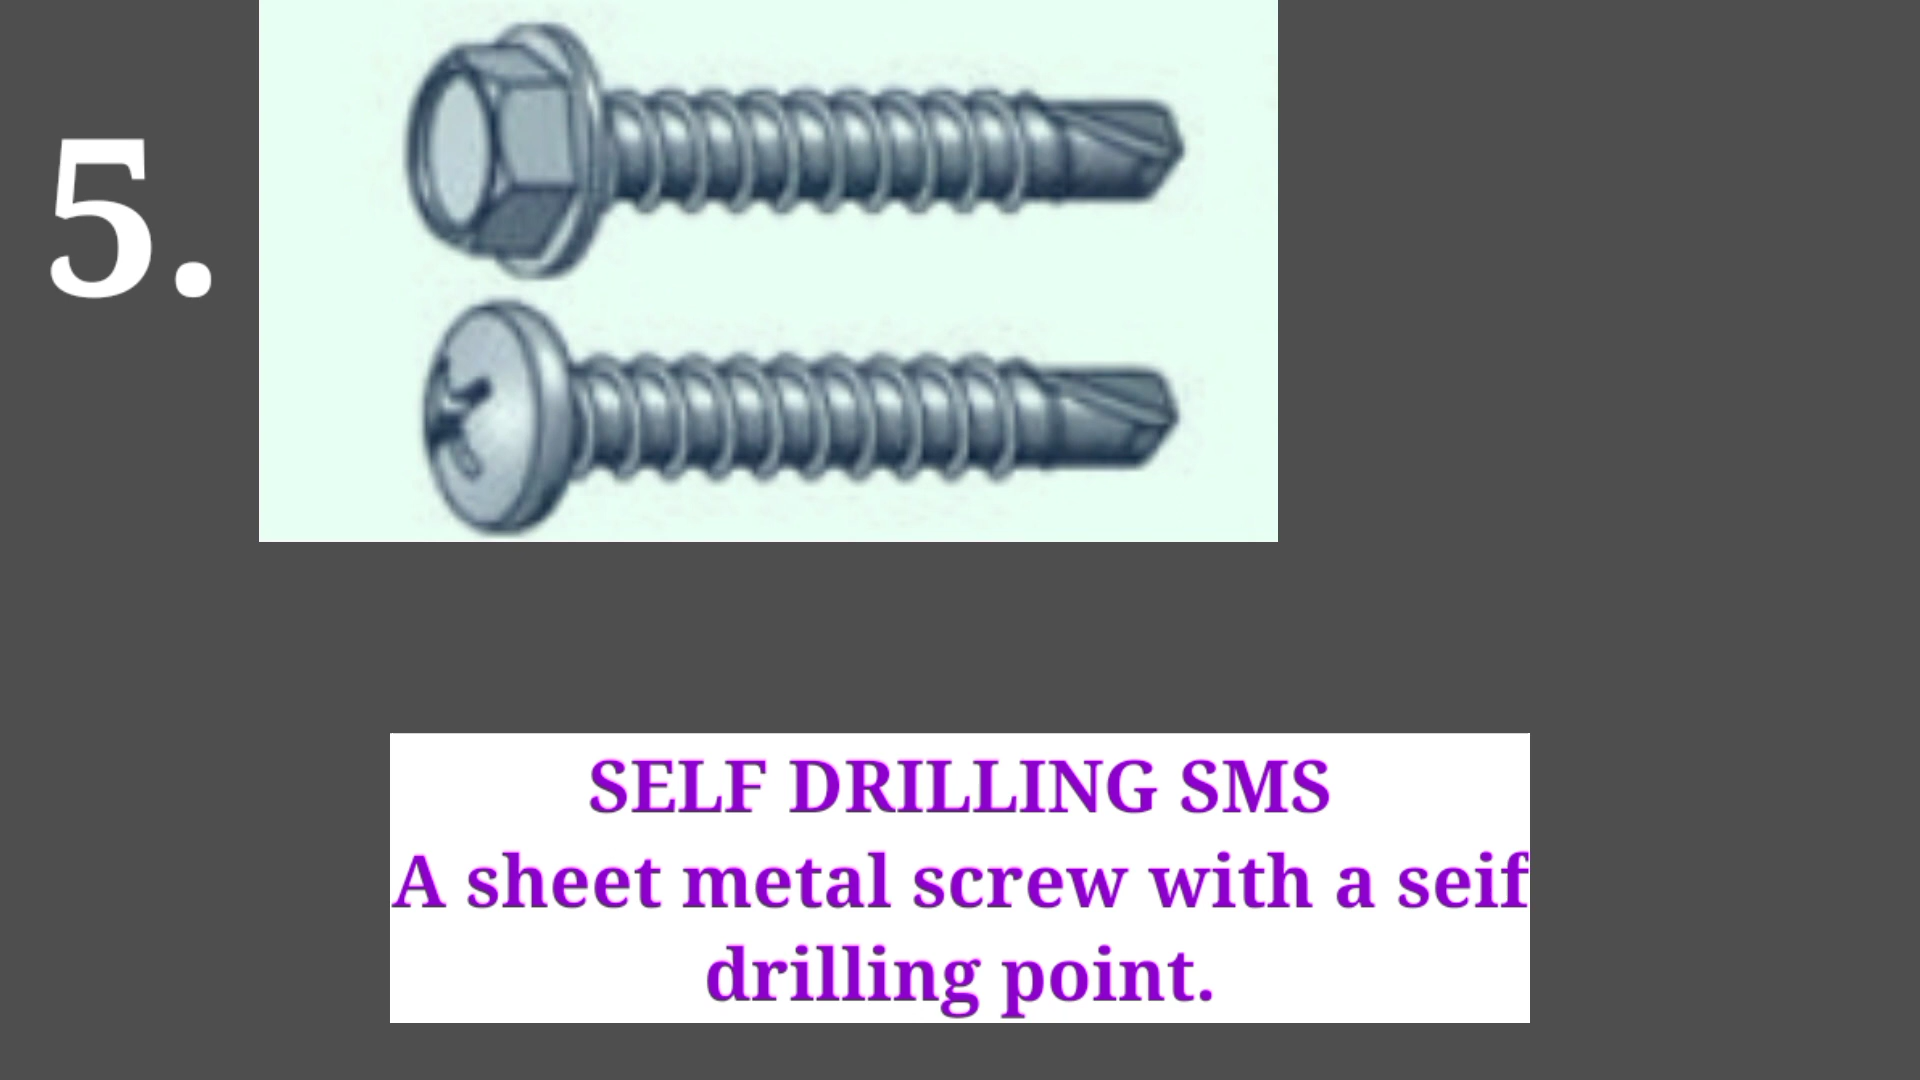 5.
SELF DRILLING SMS
A sheet metal screw with a seif
drilling point.